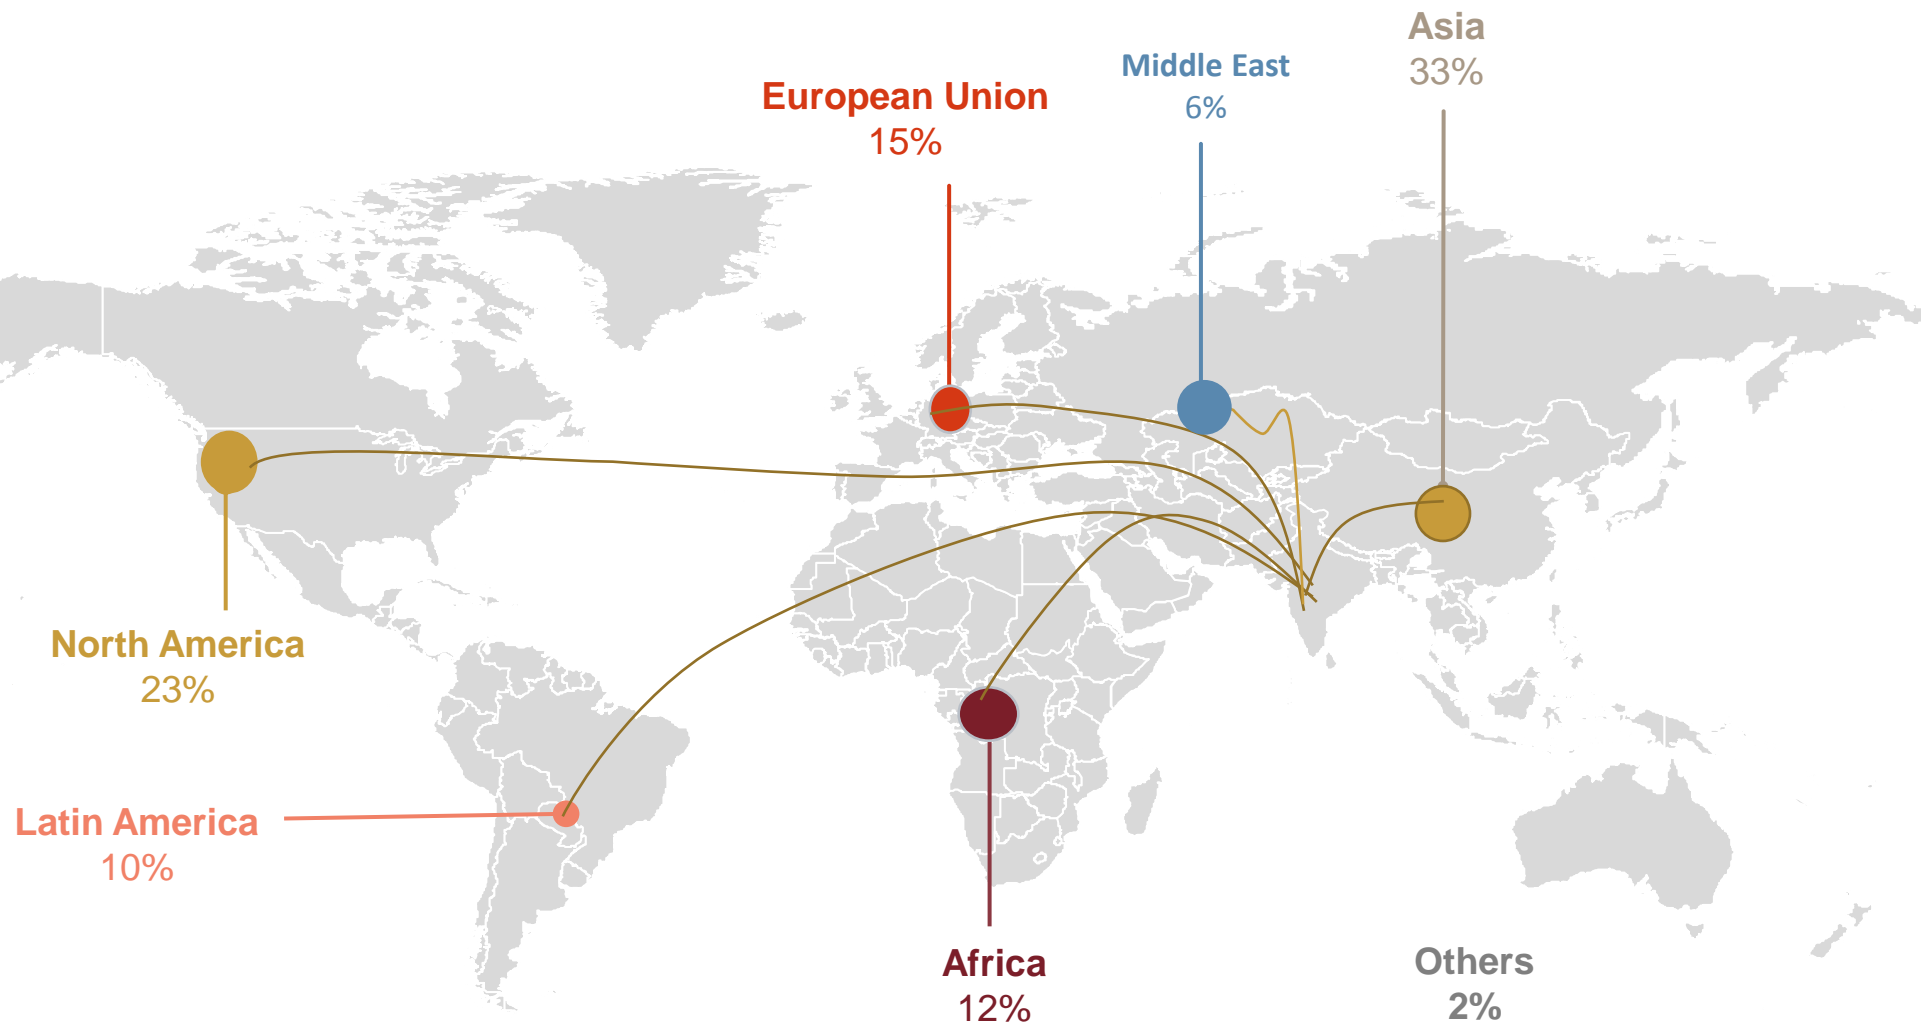 Asia
33%
Middle East
6%
European Union
15%
North America
23%
Latin America
10%
Africa
12%
Others
2%